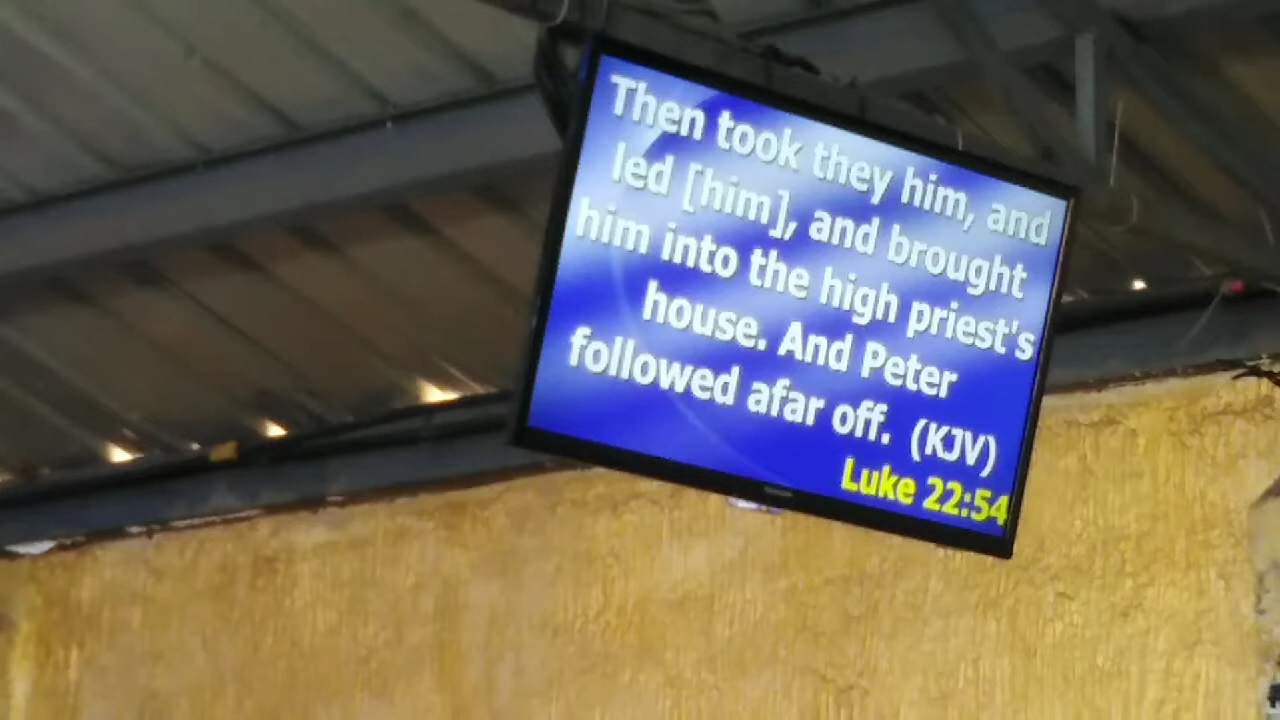 Then took they him, and
led [him], and brought
him into the high priest's
house. And Peter
followed afar off. (KJV)
Luke 22:54